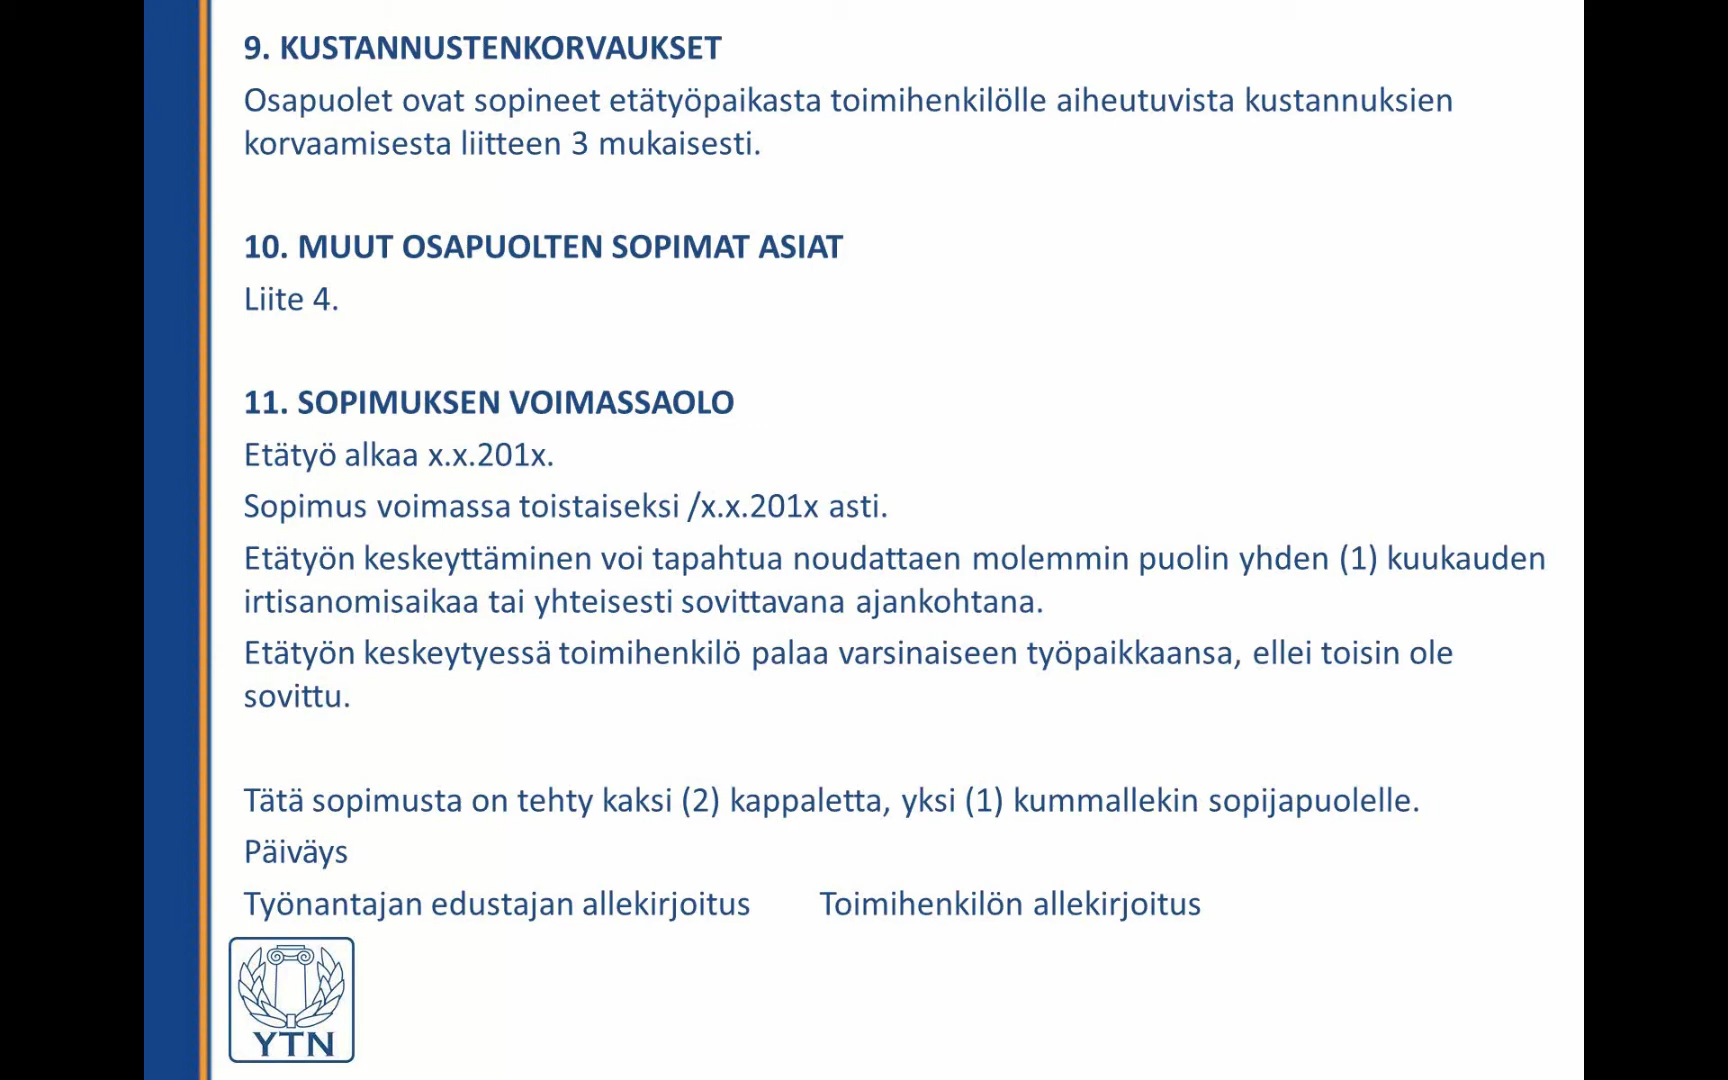 9. KUSTANNUSTENKORVAUKSET
Osapuolet ovat sopineet etätyöpaikasta toimihenkilölle aiheutuvista kustannuksien
korvaamisesta liitteen 3 mukaisesti.
10. MUUT OSAPUOLTEN SOPIMAT ASIAT
Liite 4.
11. SOPIMUKSEN VOIMASSAOLO
Etätyö alkaa x.x.201x.
Sopimus voimassa toistaiseksi /x.x.201x asti.
Etätyön keskeyttäminen voi tapahtua noudattaen molemmin puolin yhden (1) kuukauden
irtisanomisaikaa tai yhteisesti sovittavana ajankohtana.
Etätyön keskeytyessä toimihenkilö palaa varsinaiseen työpaikkaansa, ellei toisin ole
sovittu.
Tätä sopimusta on tehty kaksi (2) kappaletta, yksi (1) kummallekin sopijapuolelle.
Päiväys
Työnantajan edustajan allekirjoitus Toimihenkilön allekirjoitus
YTN